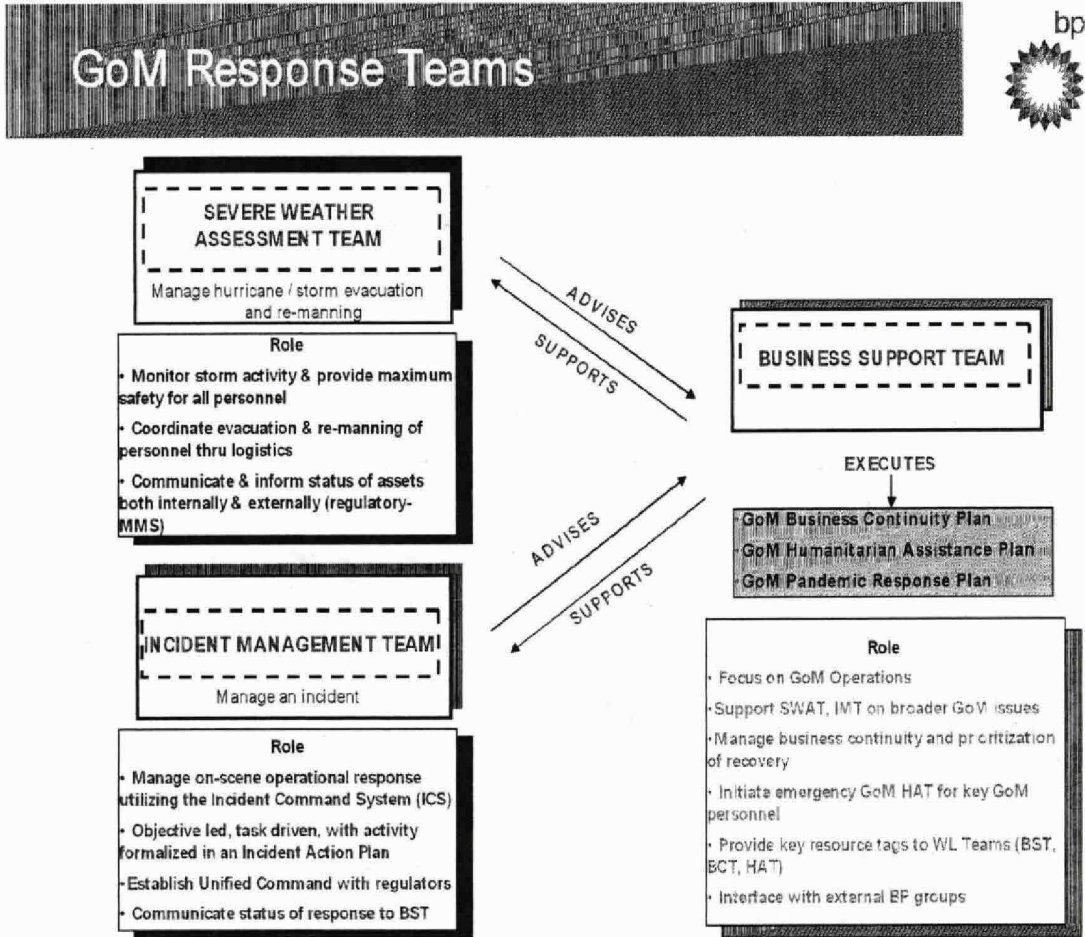 GoM Response Teams
bp
SEVERE WEATHER
ASSESSMENT TEAM
Manage hurricane / storm evacuation
and re-manning
Role
• Monitor storm activity & provide maximum
safety for all personnel
• Coordinate evacuation & re-manning of
personnel thru logistics
• Communicate & inform status of assets
both internally & externally (regulatory-
MMS)
ADVISES
SUPPORTS
INCIDENT MANAGEMENT TEAM
Manage an incident
Role
• Manage on-scene operational response
utilizing the Incident Command System (ICS)
• Objective led, task driven, with activity
formalized in an Incident Action Plan
• Establish Unified Command with regulators
• Communicate status of response to BST
ADVISES
SUPPORTS
BUSINESS SUPPORT TEAM
EXECUTES
• GoM Business Continuity Plan
• GoM Humanitarian Assistance Plan
• GoM Pandemic Response Plan
Role
• Focus on GoM Operations
• Support SWAT, IMT on broader GoM issues
• Manage business continuity and prioritization
of recovery
• Initiate emergency GoM HAT for key GoM
personnel
• Provide key resource tags to WL Teams (BST,
BCT, HAT)
• Interface with external BP groups